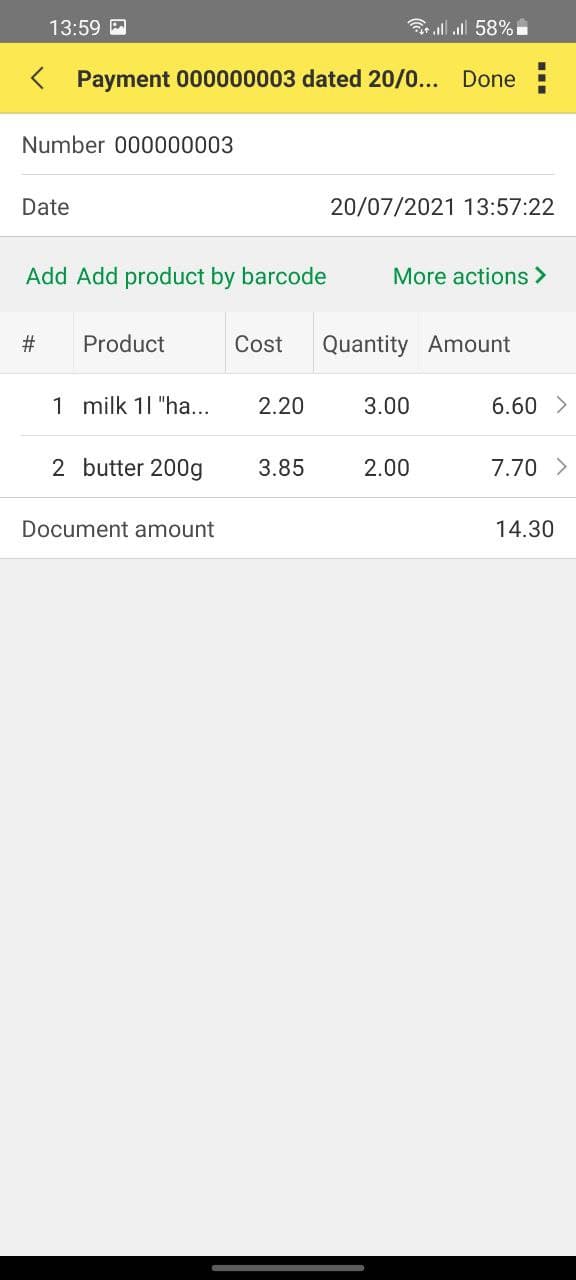 13:59 58%
Payment 000000003 dated 20/0... Done
Number 000000003
Date 20/07/2021 13:57:22
Add Add product by barcode More actions
# Product Cost Quantity Amount
1 milk 1l "ha... 2.20 3.00 6.60
2 butter 200g 3.85 2.00 7.70
Document amount 14.30